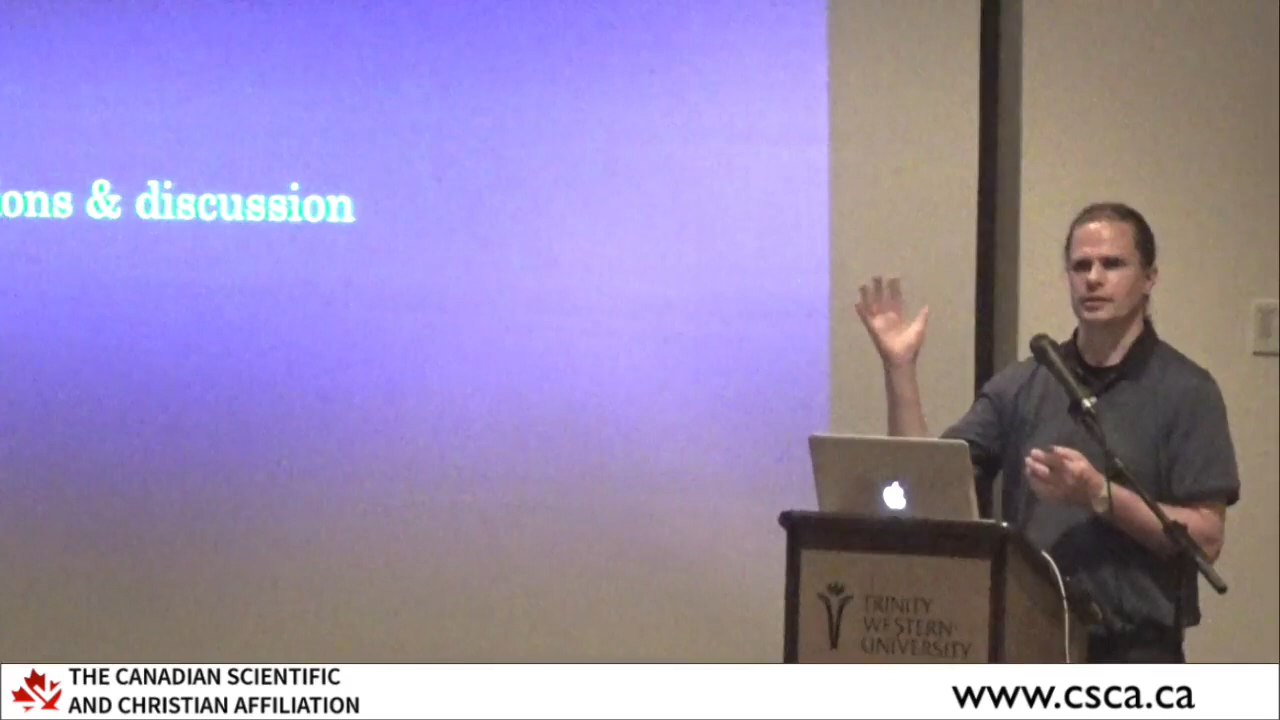 ons & discussion
TRINITY
WESTERN
UNIVERSITY
THE CANADIAN SCIENTIFIC
AND CHRISTIAN AFFILIATION
www.csca.ca